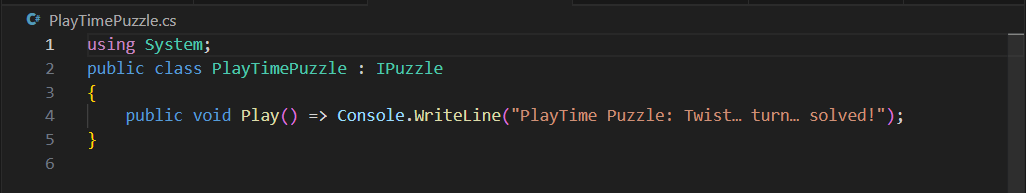 PlayTimePuzzle.cs
1 using System;
2 public class PlayTimePuzzle : IPuzzle
3 {
4     public void Play() => Console.WriteLine("PlayTime Puzzle: Twist… turn… solved!");
5 }
6